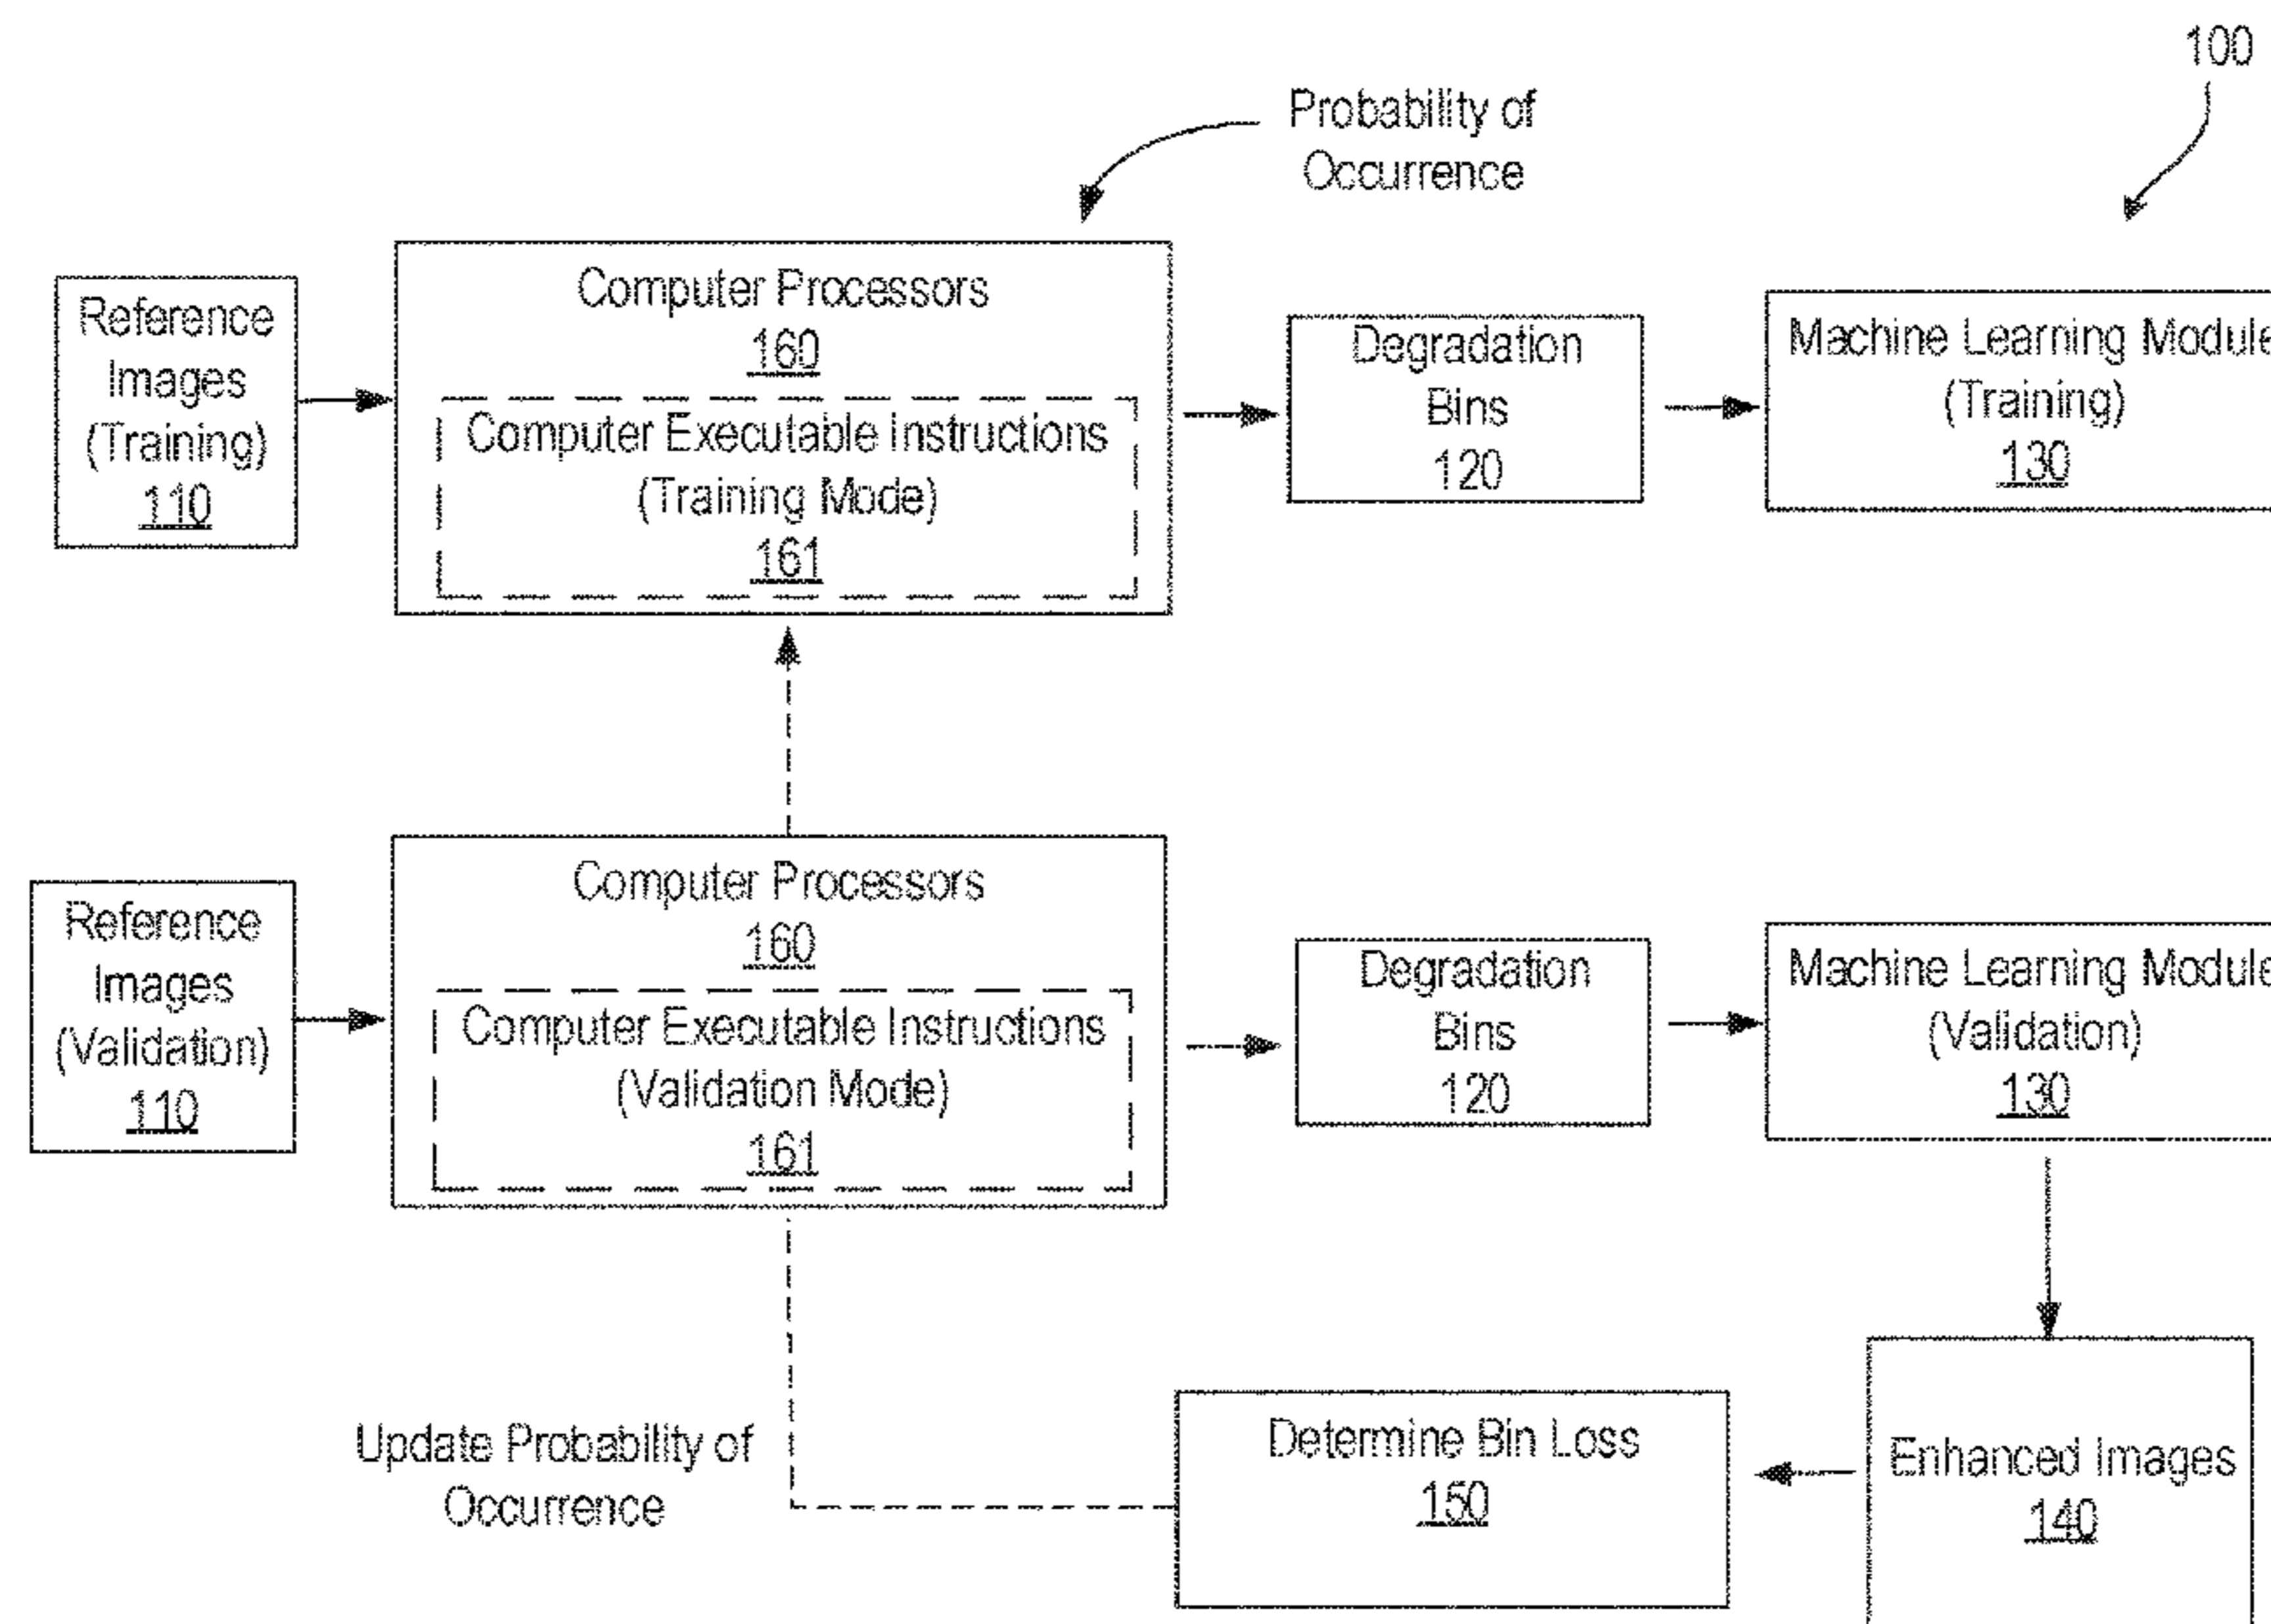 100
Probability of
Occurrence
Reference
Images
(Training)
110
Computer Processors
160
Computer Executable Instructions
(Training Mode)
161
Degradation
Bins
120
Machine Learning Module
(Training)
130
Reference
Images
(Validation)
110
Computer Processors
160
Computer Executable Instructions
(Validation Mode)
161
Degradation
Bins
120
Machine Learning Module
(Validation)
130
Update Probability of
Occurrence
Determine Bin Loss
150
Enhanced Images
140